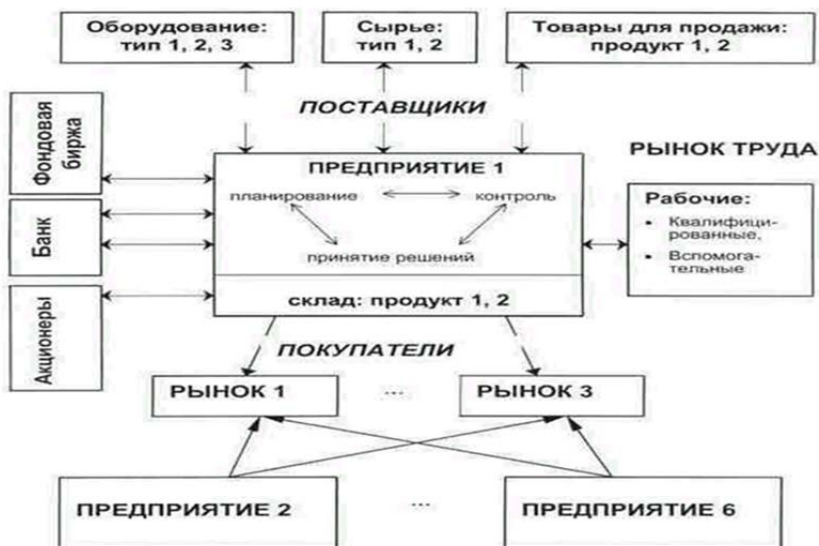 Оборудование:
тип 1, 2, 3
Сырье:
тип 1, 2
Товары для продажи:
продукт 1, 2
ПОСТАВЩИКИ
Фондовая
биржа
Банк
Акционеры
ПРЕДПРИЯТИЕ 1
планирование
контроль
принятие решений
склад: продукт 1, 2
РЫНОК ТРУДА
Рабочие:
• Квалифици-
рованные,
• Вспомога-
тельные
ПОКУПАТЕЛИ
РЫНОК 1
...
РЫНОК 3
ПРЕДПРИЯТИЕ 2
...
ПРЕДПРИЯТИЕ 6